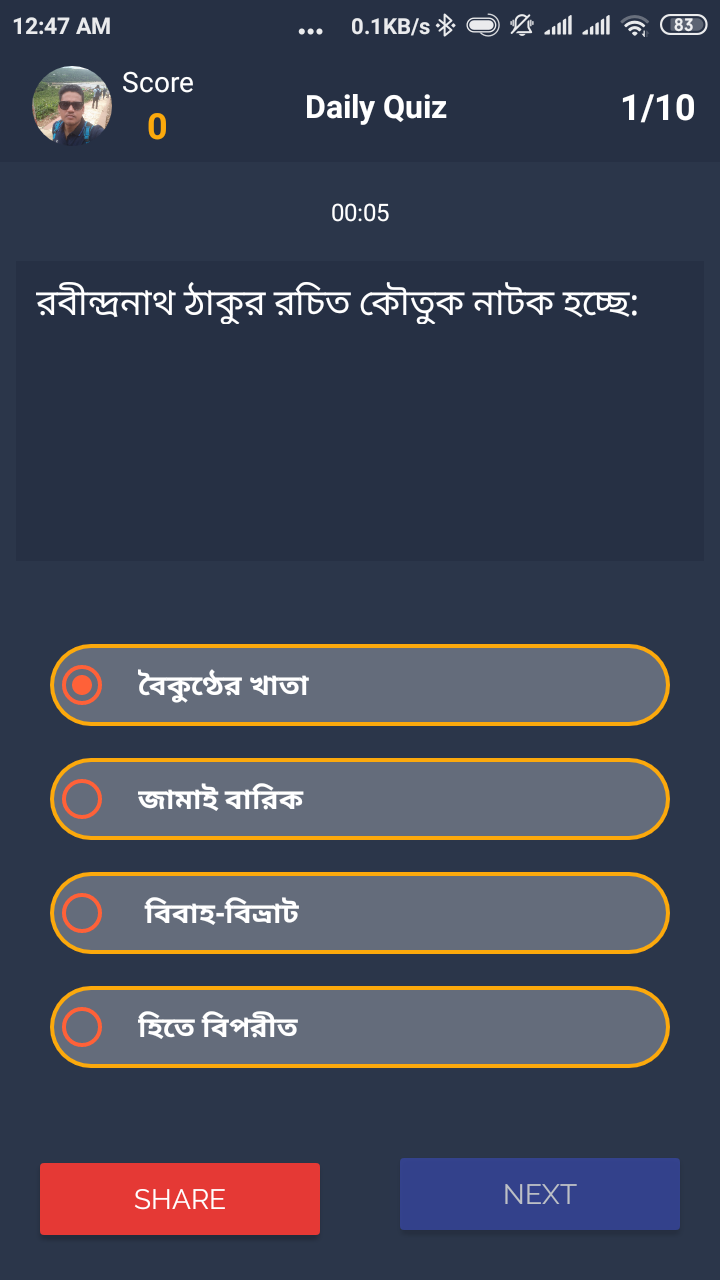 12:47 AM ... 0.1KB/s 83
Score
0
Daily Quiz
1/10
00:05
রবীন্দ্রনাথ ঠাকুর রচিত কৌতুক নাটক হচ্ছে:
বৈকুণ্ঠের খাতা
জামাই বারিক
বিবাহ-বিভ্রাট
হিতে বিপরীত
SHARE
NEXT